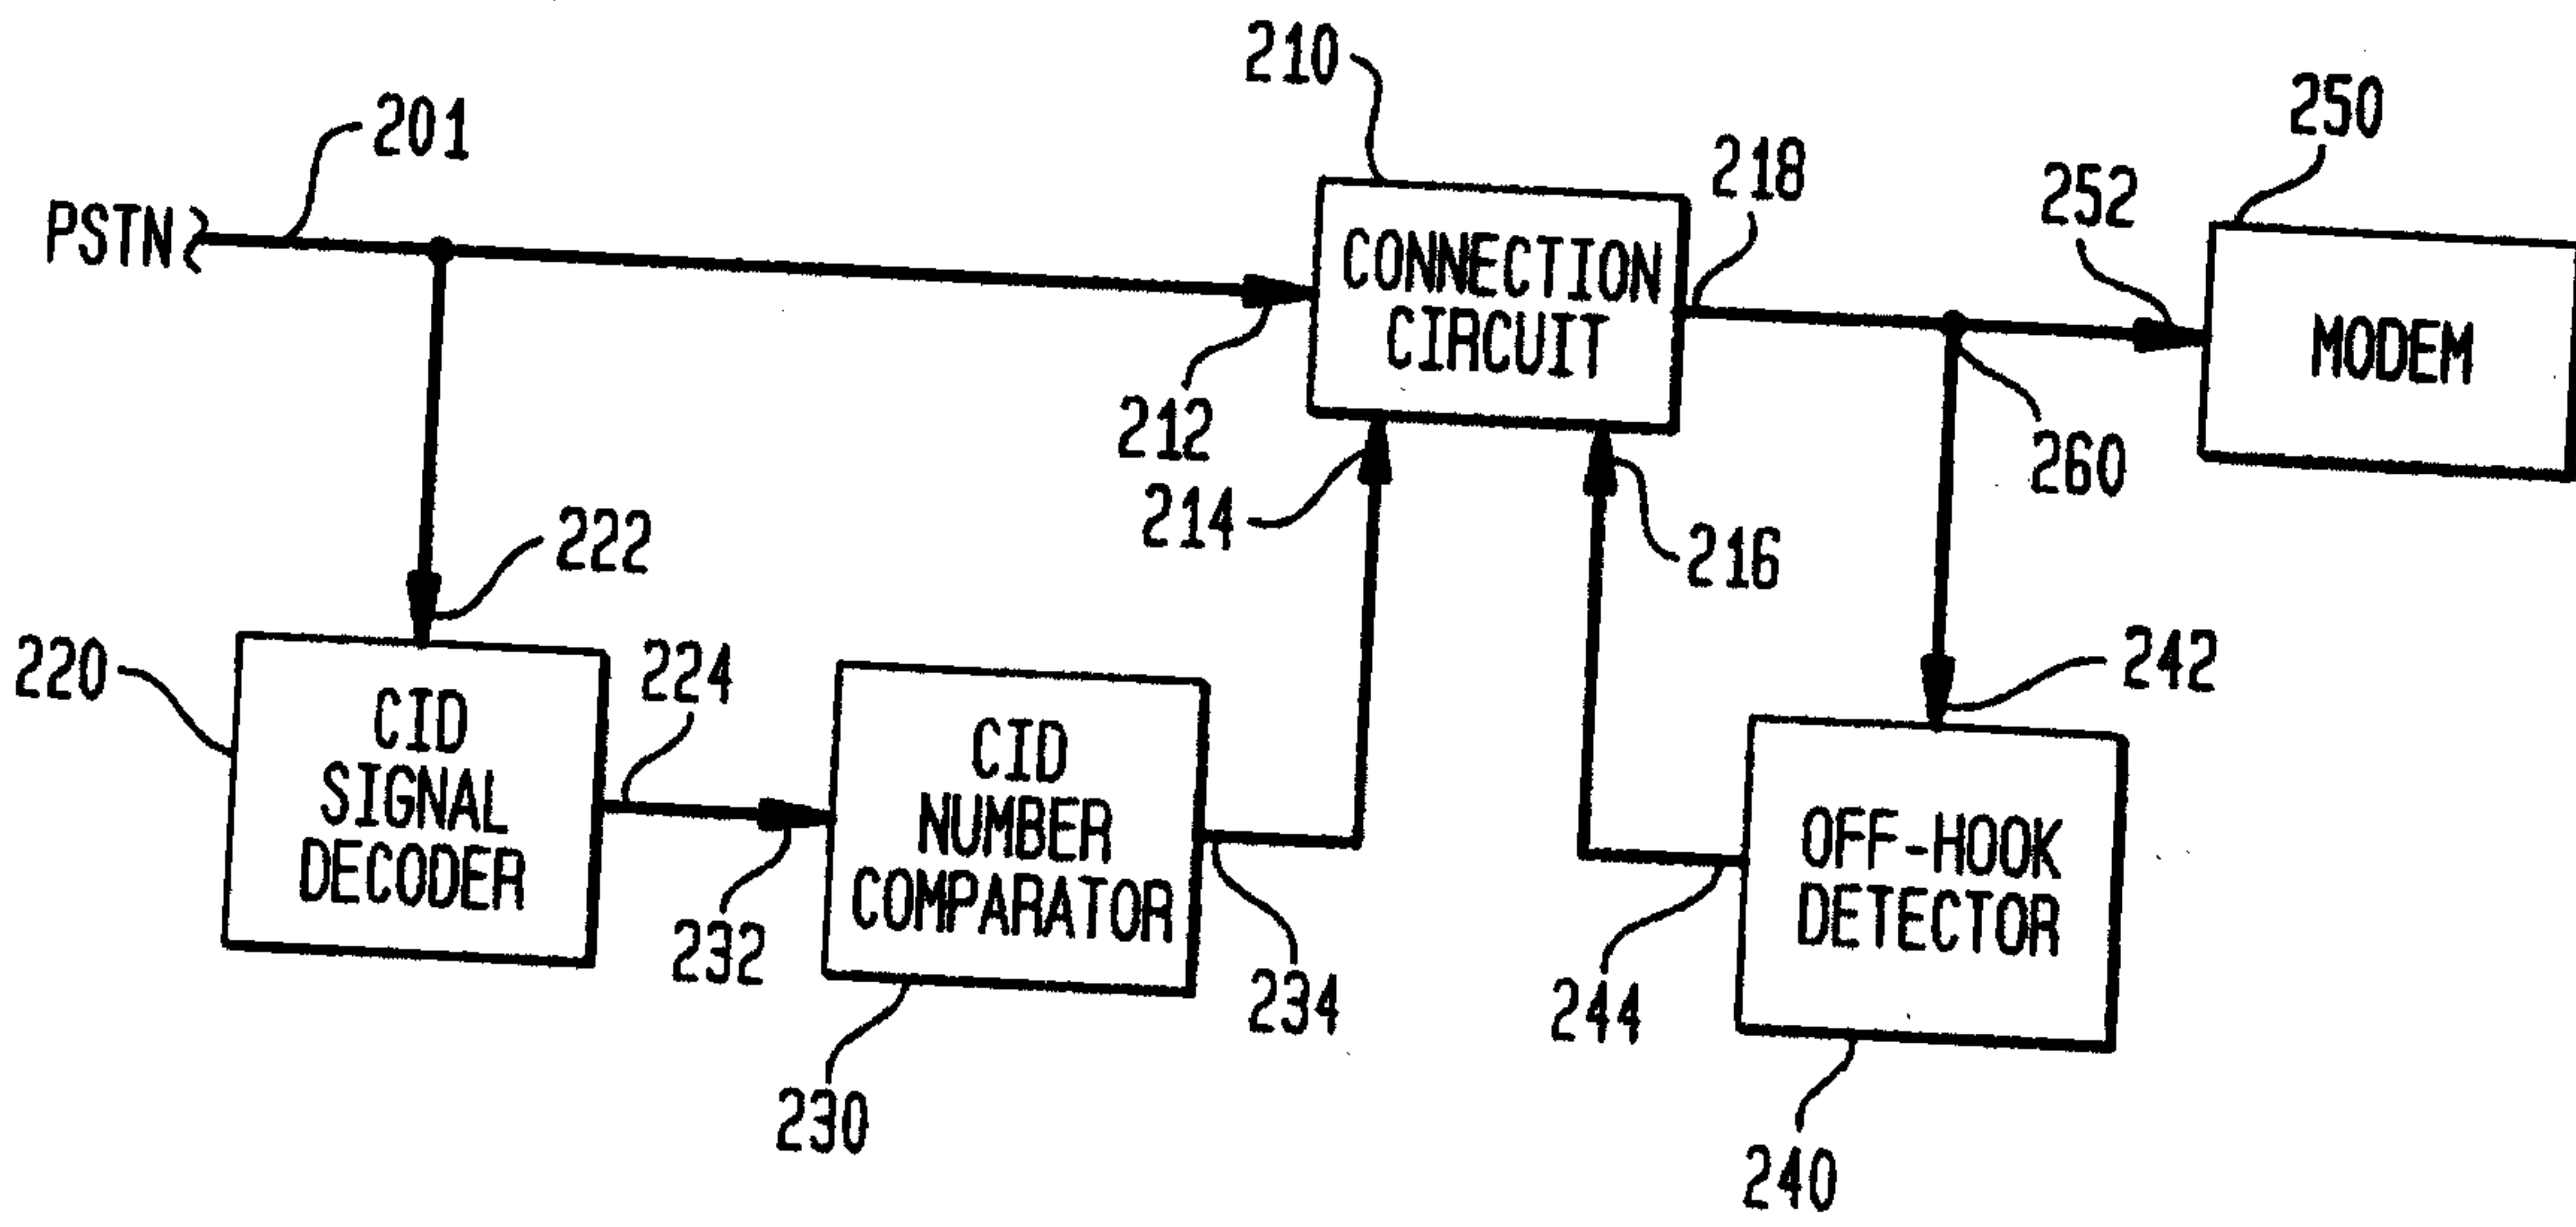 210
250
201
218
252
PSTN
CONNECTION
CIRCUIT
MODEM
212
214
260
222
216
220
224
242
CID
SIGNAL
DECODER
CID
NUMBER
COMPARATOR
OFF-HOOK
DETECTOR
232
234
244
230
240